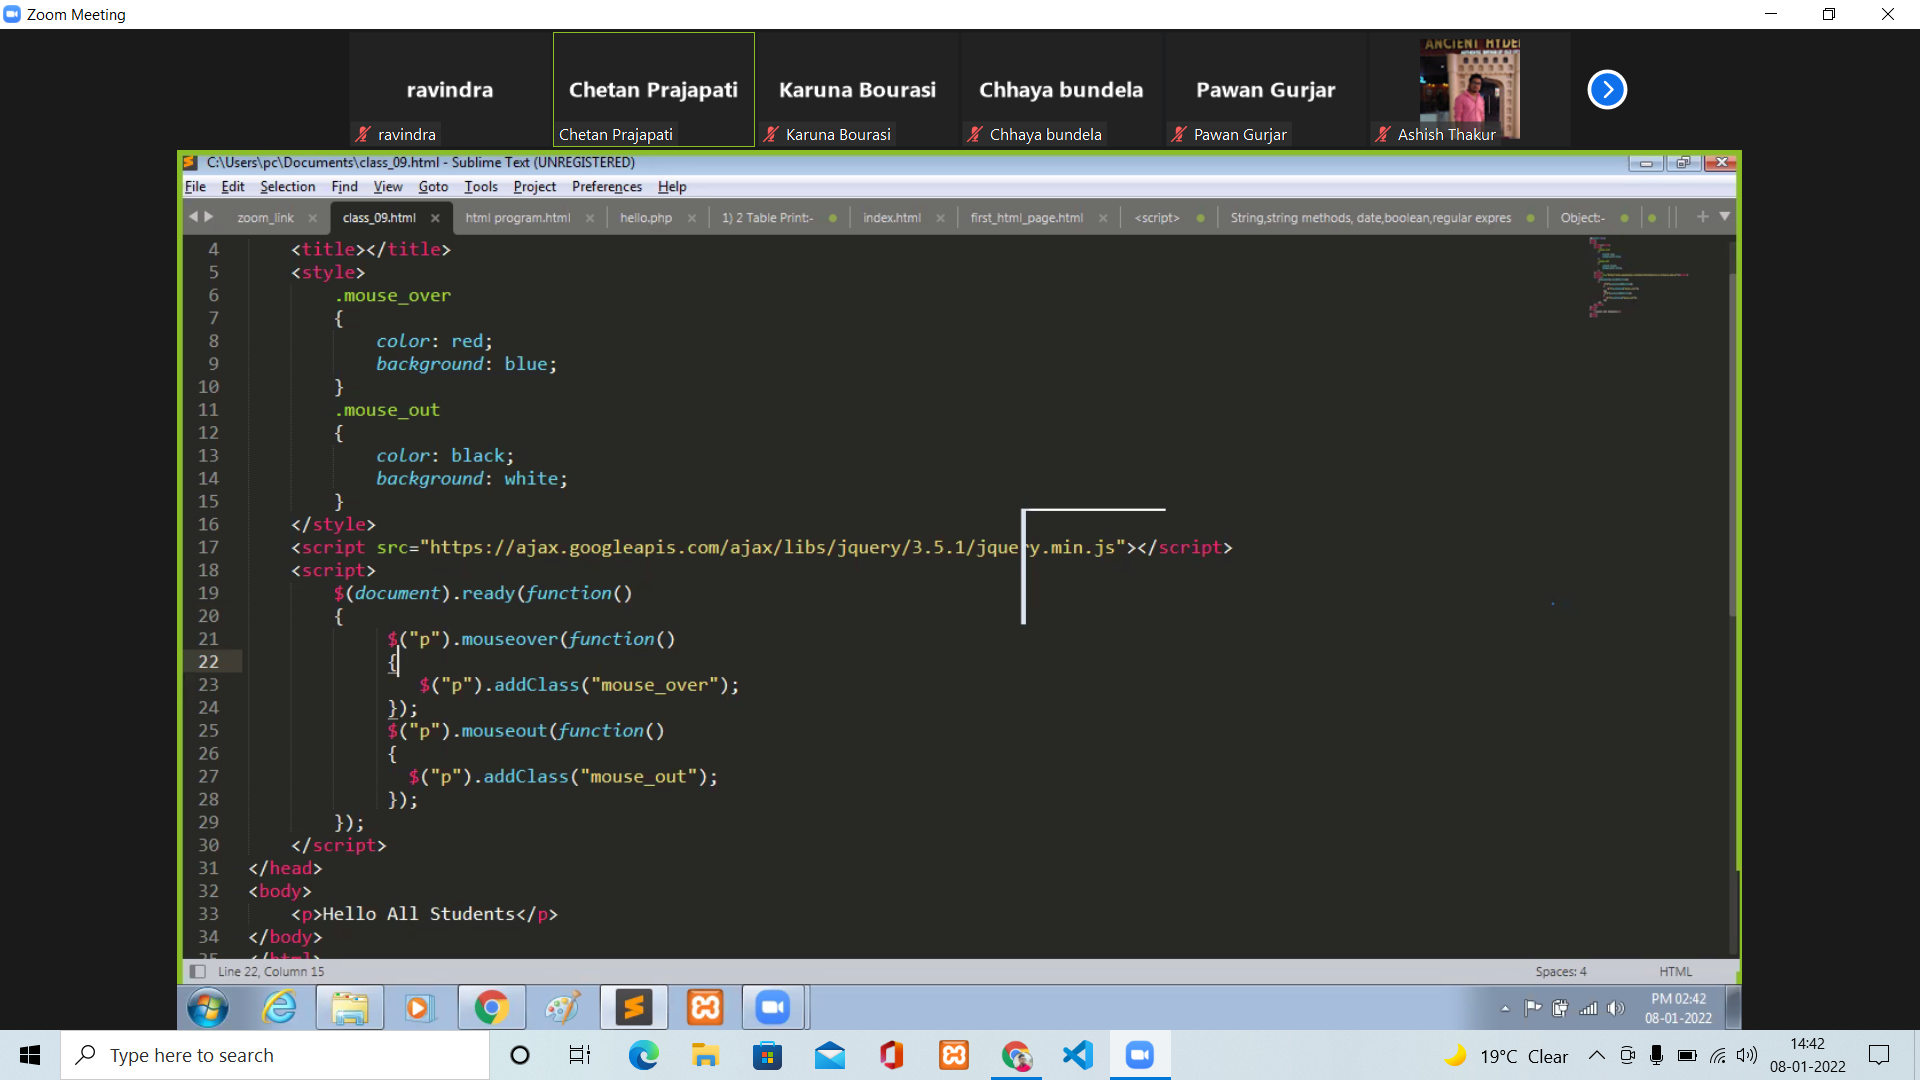 Zoom Meeting
ravindra
Chetan Prajapati
Karuna Bourasi
Chhaya bundela
Pawan Gurjar
ravindra
Chetan Prajapati
Karuna Bourasi
Chhaya bundela
Pawan Gurjar
Ashish Thakur
C:\Users\pc\Documents\class_09.html - Sublime Text (UNREGISTERED)
File Edit Selection Find View Goto Tools Project Preferences Help
zoom_link class_09.html html program.html hello.php 1) 2 Table Print:- index.html first_html_page.html <script> String,string methods, date,boolean,regular expres Object:-
4 <title></title>
5 <style>
6 .mouse_over
7 {
8 color: red;
9 background: blue;
10 }
11 .mouse_out
12 {
13 color: black;
14 background: white;
15 }
16 </style>
17 <script src="https://ajax.googleapis.com/ajax/libs/jquery/3.5.1/jquery.min.js"></script>
18 <script>
19 $(document).ready(function()
20 {
21 $("p").mouseover(function()
22 {
23 $("p").addClass("mouse_over");
24 });
25 $("p").mouseout(function()
26 {
27 $("p").addClass("mouse_out");
28 });
29 });
30 </script>
31 </head>
32 <body>
33 <p>Hello All Students</p>
34 </body>
35 </html>
Line 22, Column 15 Spaces: 4 HTML
PM 02:42
08-01-2022
Type here to search
19°C Clear
14:42
08-01-2022